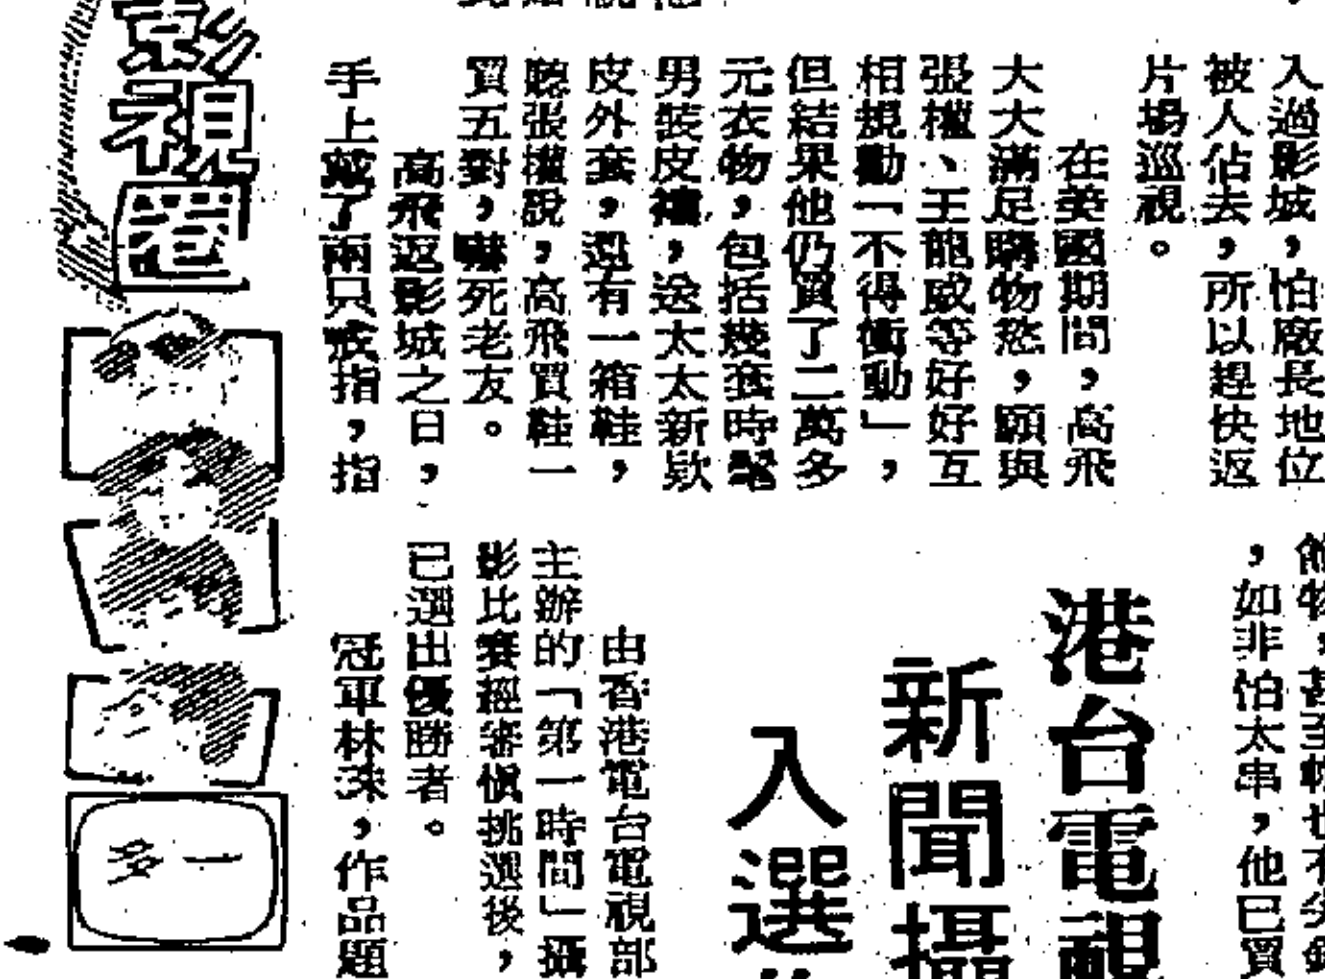 入過影城，怕廠長地位
被人佔去，所以趕快返
片場巡視。
在美國期間，高飛
大大滿足購物慾，願與
張權、王龍威等好好互
相規勸「不得衝動」，
但結果他仍買了二萬多
元衣物，包括幾套時髦
男裝皮褸，送太太新欵
皮外套，還有一箱鞋，
聽張權說，高飛買鞋一
買五對，嚇死老友。
高飛返影城之日，
手上戴了兩只戒指，指
影視圈
多一
物，甚至
，如非怕太串，他已買
港台電視
新聞攝
入選
由香港電台電視部
主辦的「第一時間」攝
影比賽經審愼挑選後，
已選出優勝者。
冠軍林洙，作品題